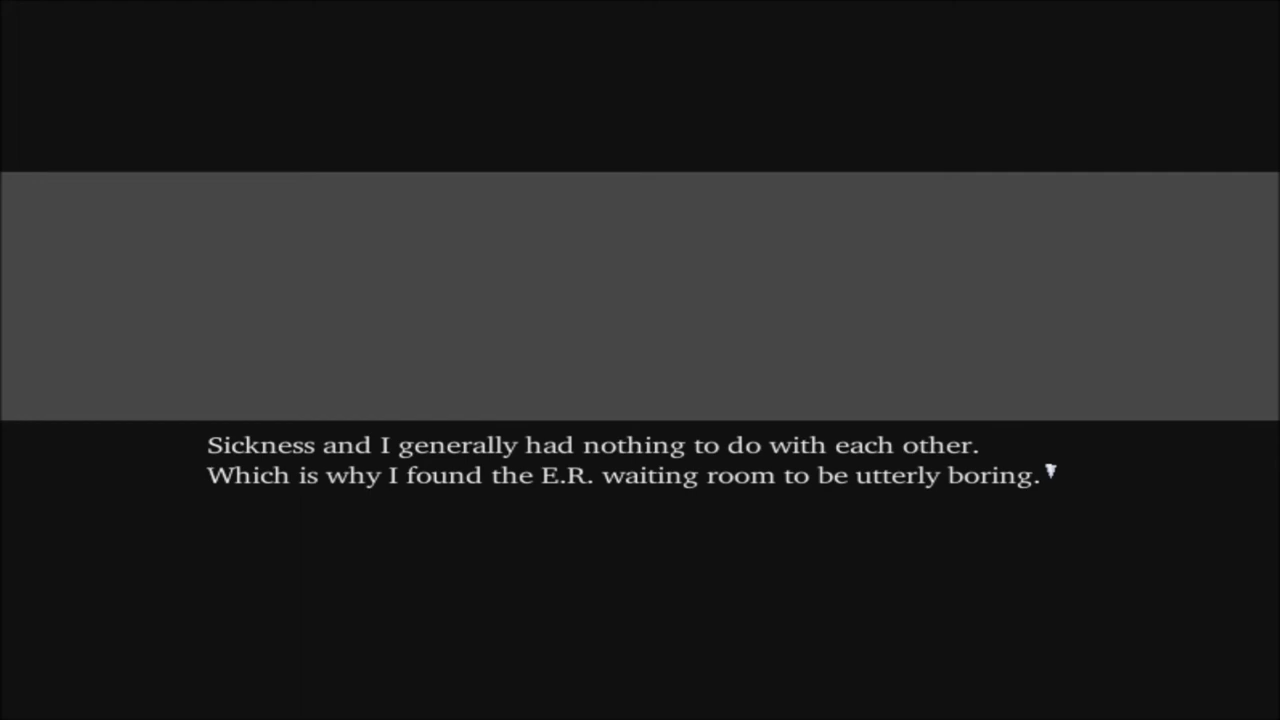 Sickness and I generally had nothing to do with each other.
Which is why I found the E.R. waiting room to be utterly boring.